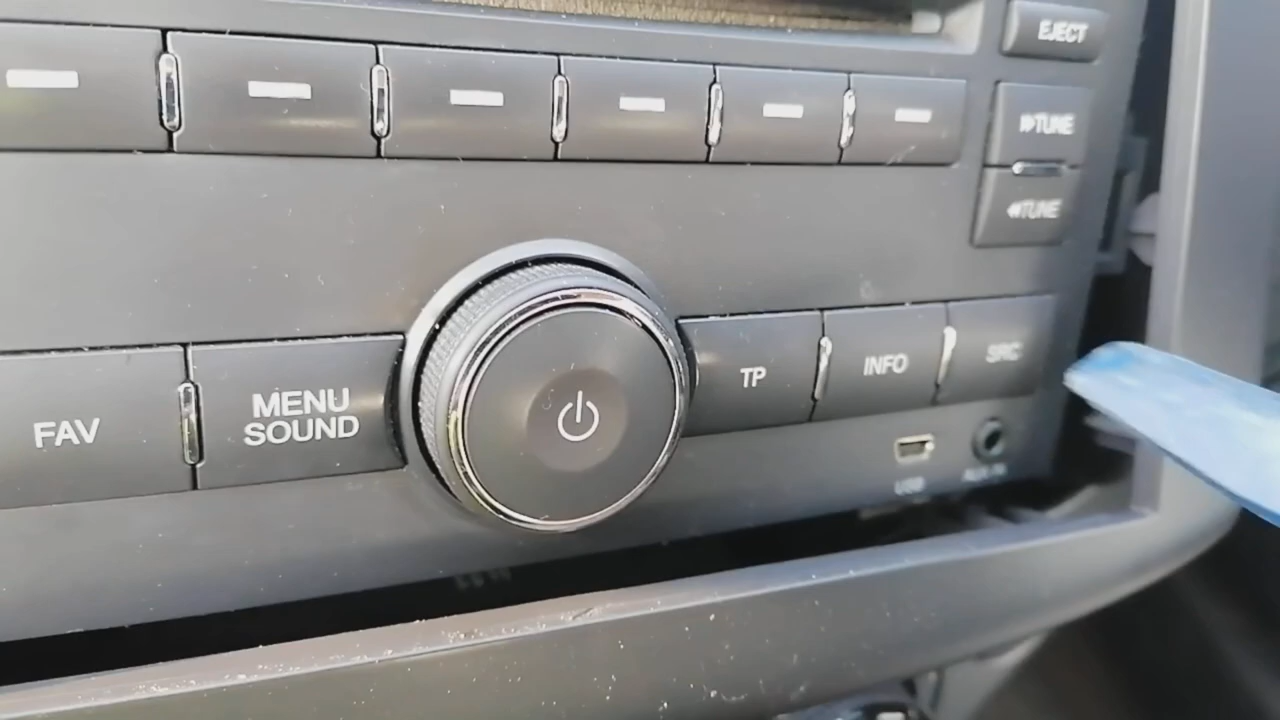 EJECT
TUNE
TUNE
FAV
MENU
SOUND
TP
INFO
SRC
USB
AUX IN